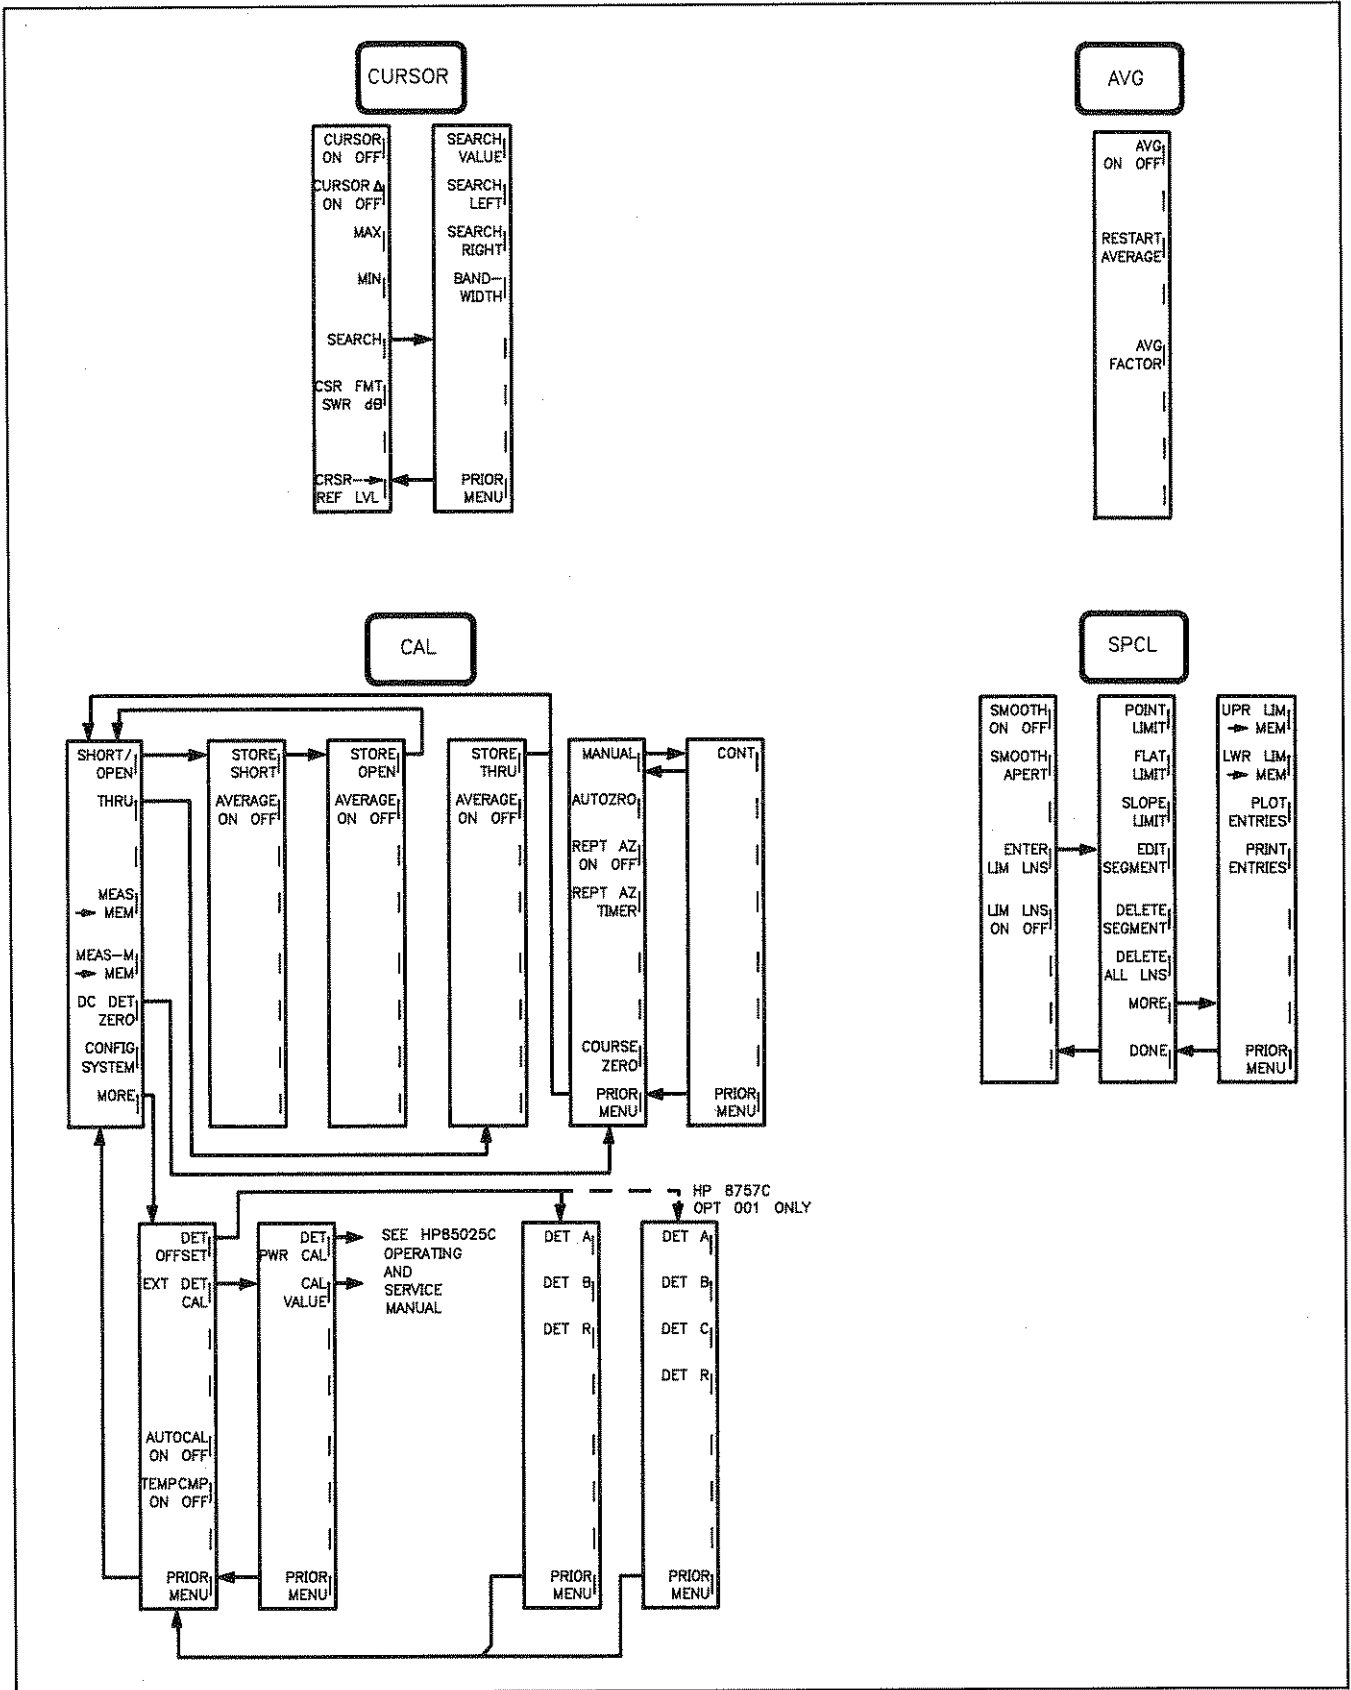 CURSOR
CURSOR
ON OFF
CURSOR Δ
ON OFF
MAX
MIN
SEARCH
CSR FMT
SWR dB
CRSR→
REF LVL
SEARCH
VALUE
SEARCH
LEFT
SEARCH
RIGHT
BAND-
WIDTH
PRIOR
MENU
AVG
AVG
ON OFF
RESTART
AVERAGE
AVG
FACTOR
CAL
SHORT/
OPEN
THRU
MEAS
→ MEM
MEAS-M
→ MEM
DC DET
ZERO
CONFIG
SYSTEM
MORE
STORE
SHORT
AVERAGE
ON OFF
STORE
OPEN
AVERAGE
ON OFF
STORE
THRU
AVERAGE
ON OFF
MANUAL
AUTOZRO
REPT AZ
ON OFF
REPT AZ
TIMER
COURSE
ZERO
PRIOR
MENU
CONT
PRIOR
MENU
DET
OFFSET
EXT DET
CAL
AUTOCAL
ON OFF
TEMPCMP
ON OFF
PRIOR
MENU
DET
PWR CAL
CAL
VALUE
PRIOR
MENU
SEE HP85025C
OPERATING
AND
SERVICE
MANUAL
DET A
DET B
DET R
PRIOR
MENU
HP 8757C
OPT 001 ONLY
DET A
DET B
DET C
DET R
PRIOR
MENU
SPCL
SMOOTH
ON OFF
SMOOTH
APERT
ENTER
LIM LNS
LIM LNS
ON OFF
POINT
LIMIT
FLAT
LIMIT
SLOPE
LIMIT
EDIT
SEGMENT
DELETE
SEGMENT
DELETE
ALL LNS
MORE
DONE
UPR LIM
→ MEM
LWR LIM
→ MEM
PLOT
ENTRIES
PRINT
ENTRIES
PRIOR
MENU